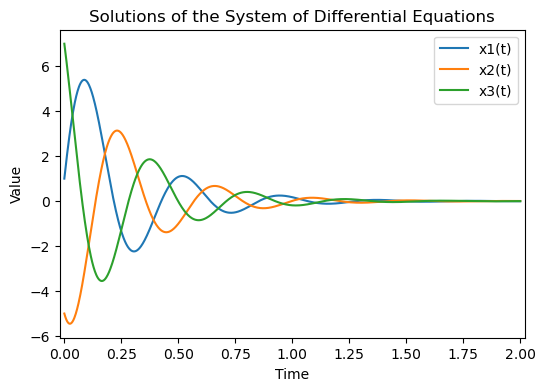 Solutions of the System of Differential Equations
x1(t)
x2(t)
x3(t)
Value
6
4
2
0
−2
−4
−6
0.00 0.25 0.50 0.75 1.00 1.25 1.50 1.75 2.00
Time